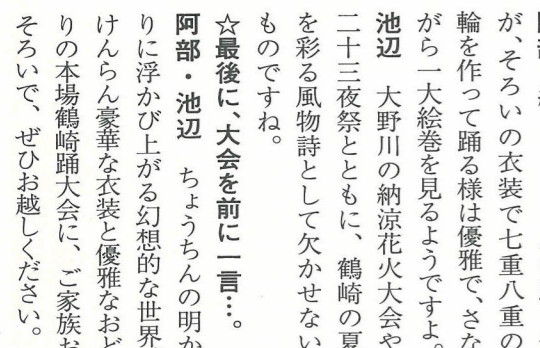 が、そろいの衣装で七重八重の
輪を作って踊る様は優雅で、さな
がら一大絵巻を見るようですよ。
池辺　大野川の納涼花火大会や
二十三夜祭とともに、鶴崎の夏
を彩る風物詩として欠かせない
ものですね。
☆最後に、大会を前に一言…。
阿部・池辺　ちょうちんの明か
りに浮かび上がる幻想的な世界
けんらん豪華な衣装と優雅なおど
りの本場鶴崎踊大会に、ご家族お
そろいで、ぜひお越しください。